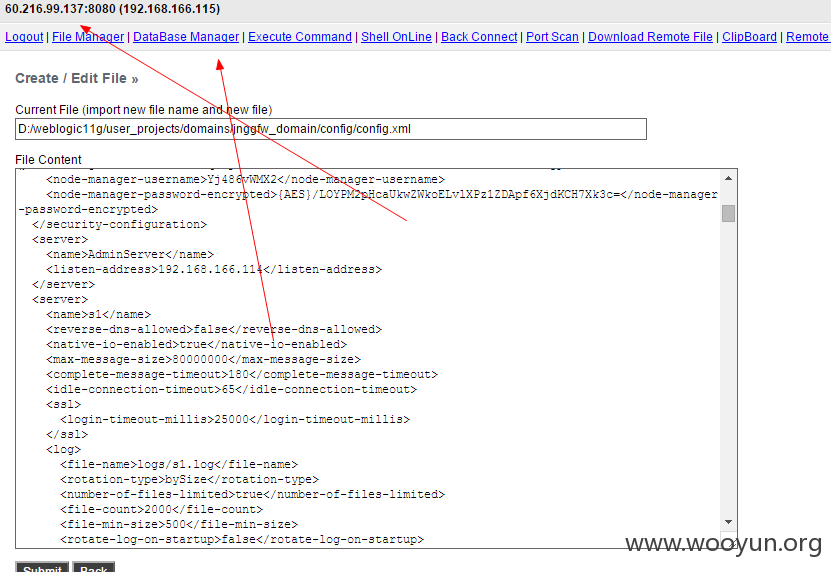 60.216.99.137:8080 (192.168.166.115)
Logout | File Manager | DataBase Manager | Execute Command | Shell OnLine | Back Connect | Port Scan | Download Remote File | ClipBoard | Remote
Create / Edit File »
Current File (import new file name and new file)
D:/weblogic11g/user_projects/domains/jnggfw_domain/config/config.xml
File Content
<node-manager-username>Yj486vWMX2</node-manager-username>
<node-manager-password-encrypted>{AES}/LOYPM2pHcaUkwZWkoELvlXPz1ZDApf6XjdKCH7Xk3c=</node-manager
-password-encrypted>
</security-configuration>
<server>
<name>AdminServer</name>
<listen-address>192.168.166.114</listen-address>
</server>
<server>
<name>s1</name>
<reverse-dns-allowed>false</reverse-dns-allowed>
<native-io-enabled>true</native-io-enabled>
<max-message-size>80000000</max-message-size>
<complete-message-timeout>180</complete-message-timeout>
<idle-connection-timeout>65</idle-connection-timeout>
<ssl>
<login-timeout-millis>25000</login-timeout-millis>
</ssl>
<log>
<file-name>logs/s1.log</file-name>
<rotation-type>bySize</rotation-type>
<number-of-files-limited>true</number-of-files-limited>
<file-count>2000</file-count>
<file-min-size>500</file-min-size>
<rotate-log-on-startup>false</rotate-log-on-startup>
www.wooyun.org
Submit Back